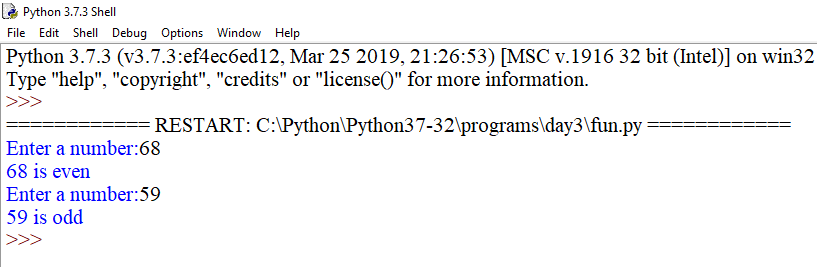 Python 3.7.3 Shell
File Edit Shell Debug Options Window Help
Python 3.7.3 (v3.7.3:ef4ec6ed12, Mar 25 2019, 21:26:53) [MSC v.1916 32 bit (Intel)] on win32
Type "help", "copyright", "credits" or "license()" for more information.
>>>
============ RESTART: C:\Python\Python37-32\programs\day3\fun.py ============
Enter a number:68
68 is even
Enter a number:59
59 is odd
>>>